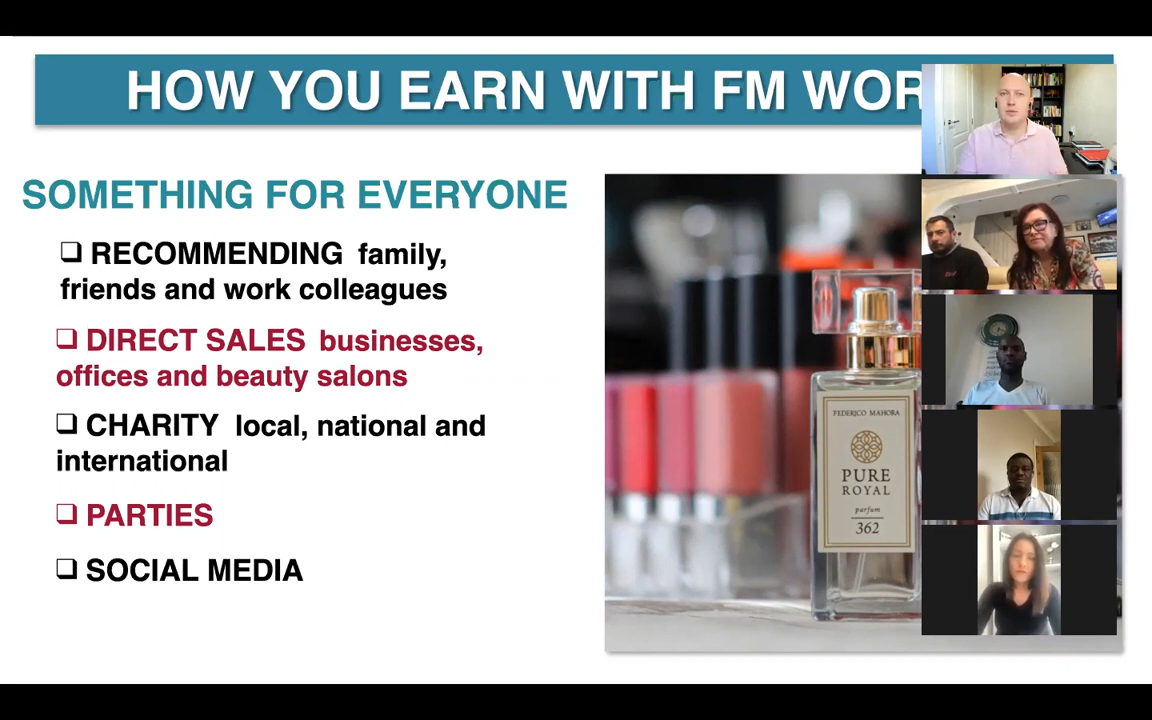 HOW YOU EARN WITH FM WOR
SOMETHING FOR EVERYONE
❑ RECOMMENDING family,
friends and work colleagues
❑ DIRECT SALES businesses,
offices and beauty salons
❑ CHARITY local, national and
international
❑ PARTIES
❑ SOCIAL MEDIA
FEDERICO MAHORA
PURE
ROYAL
parfum
362